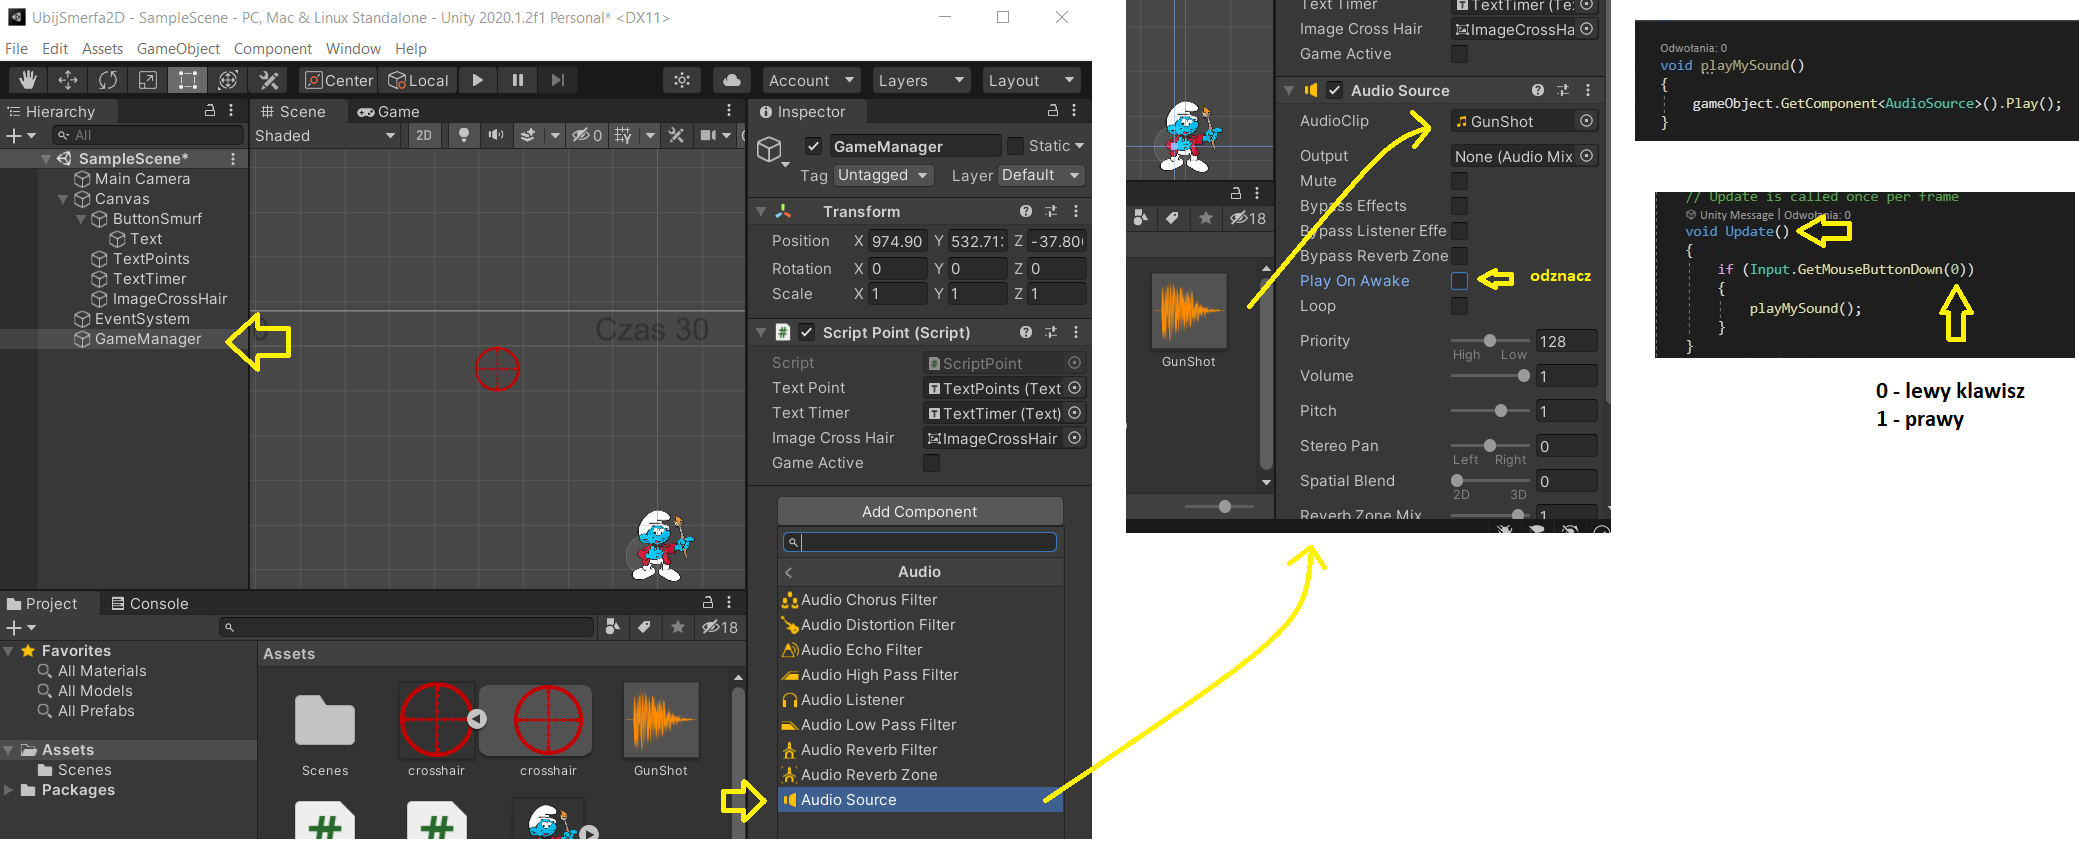 UbijSmerfa2D - SampleScene - PC, Mac & Linux Standalone - Unity 2020.1.2f1 Personal* <DX11>
File Edit Assets GameObject Component Window Help
Center Local Account Layers Layout
Hierarchy
All
SampleScene*
Main Camera
Canvas
ButtonSmurf
Text
TextPoints
TextTimer
ImageCrossHair
EventSystem
GameManager
Scene Game
Shaded 2D 0
Czas 30
Inspector
GameManager Static
Tag Untagged Layer Default
Transform
Position X 974.90 Y 532.713 Z -37.800
Rotation X 0 Y 0 Z 0
Scale X 1 Y 1 Z 1
Script Point (Script)
Script ScriptPoint
Text Point TextPoints (Text
Text Timer TextTimer (Text)
Image Cross Hair ImageCrossHair
Game Active
Add Component
Audio
Audio Chorus Filter
Audio Distortion Filter
Audio Echo Filter
Audio High Pass Filter
Audio Listener
Audio Low Pass Filter
Audio Reverb Filter
Audio Reverb Zone
Audio Source
Project Console
18
Favorites
All Materials
All Models
All Prefabs
Assets
Scenes
Packages
Assets
Scenes crosshair crosshair GunShot
18
GunShot
Text Timer TextTimer (Te
Image Cross Hair ImageCrossHa
Game Active
Audio Source
AudioClip GunShot
Output None (Audio Mix
Mute
Bypass Effects
Bypass Listener Effe
Bypass Reverb Zone
Play On Awake
odznacz
Loop
Priority 128
High Low
Volume 1
Pitch 1
Stereo Pan 0
Left Right
Spatial Blend 0
2D 3D
Reverb Zone Mix 1
Odwołania: 0
void playMySound()
{
gameObject.GetComponent<AudioSource>().Play();
}
// Update is called once per frame
Unity Message | Odwołania: 0
void Update()
{
if (Input.GetMouseButtonDown(0))
{
playMySound();
}
}
0 - lewy klawisz
1 - prawy